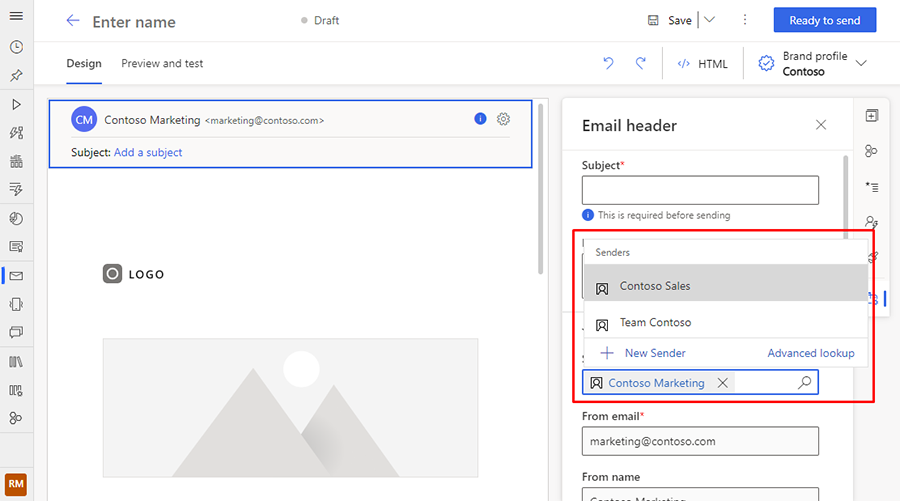 Enter name
Draft
Save
Ready to send
Design
Preview and test
HTML
Brand profile
Contoso
CM
Contoso Marketing <marketing@contoso.com>
Subject: Add a subject
LOGO
Email header
Subject*
This is required before sending
Senders
Contoso Sales
Team Contoso
New Sender
Advanced lookup
Contoso Marketing
From email*
marketing@contoso.com
From name
Contoso Marketing
RM